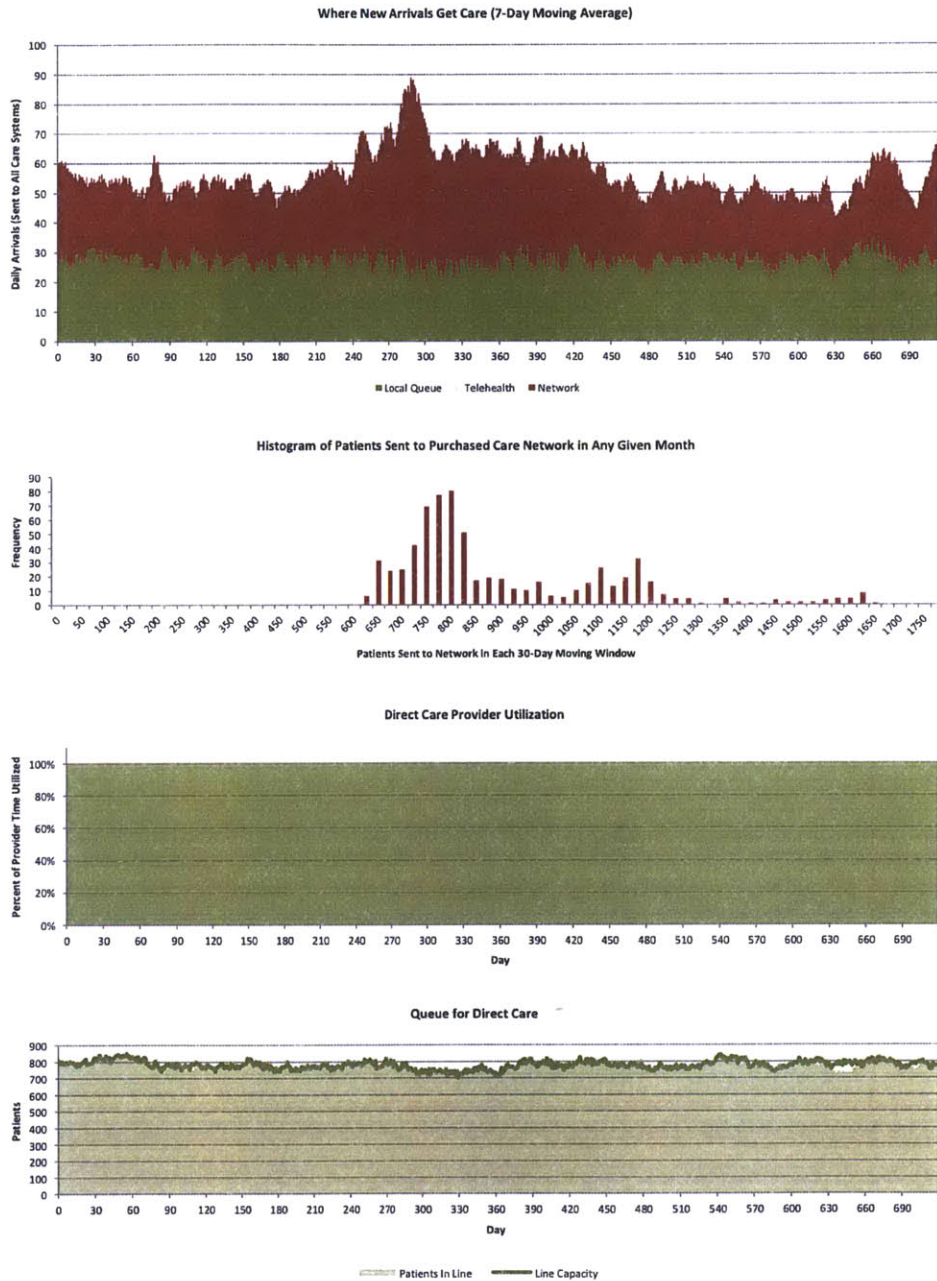 Where New Arrivals Get Care (7-Day Moving Average)
Daily Arrivals (Sent to All Care Systems)
100
90
80
70
60
50
40
30
20
10
0
0 30 60 90 120 150 180 210 240 270 300 330 360 390 420 450 480 510 540 570 600 630 660 690
Local Queue Telehealth Network
Histogram of Patients Sent to Purchased Care Network in Any Given Month
Frequency
90
80
70
60
50
40
30
20
10
0
0 50 100 150 200 250 300 350 400 450 500 550 600 650 700 750 800 850 900 950 1000 1050 1100 1150 1200 1250 1300 1350 1400 1450 1500 1550 1600 1650 1700 1750
Patients Sent to Network in Each 30-Day Moving Window
Direct Care Provider Utilization
Percent of Provider Time Utilized
100%
80%
60%
40%
20%
0%
0 30 60 90 120 150 180 210 240 270 300 330 360 390 420 450 480 510 540 570 600 630 660 690
Day
Queue for Direct Care
Patients
900
800
700
600
500
400
300
200
100
0
0 30 60 90 120 150 180 210 240 270 300 330 360 390 420 450 480 510 540 570 600 630 660 690
Day
Patients In Line Line Capacity